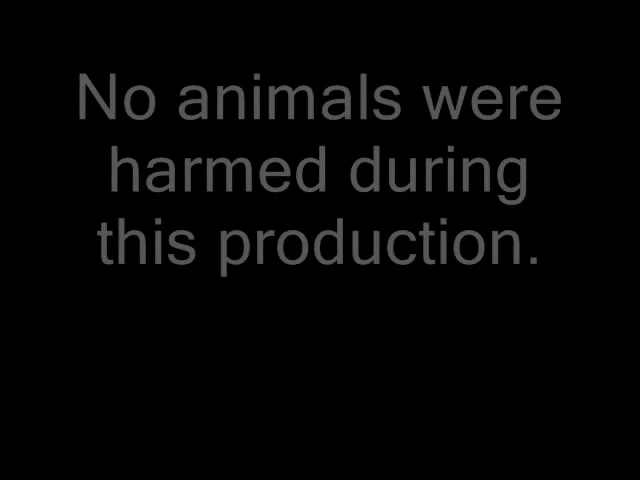 No animals were
harmed during
this production.